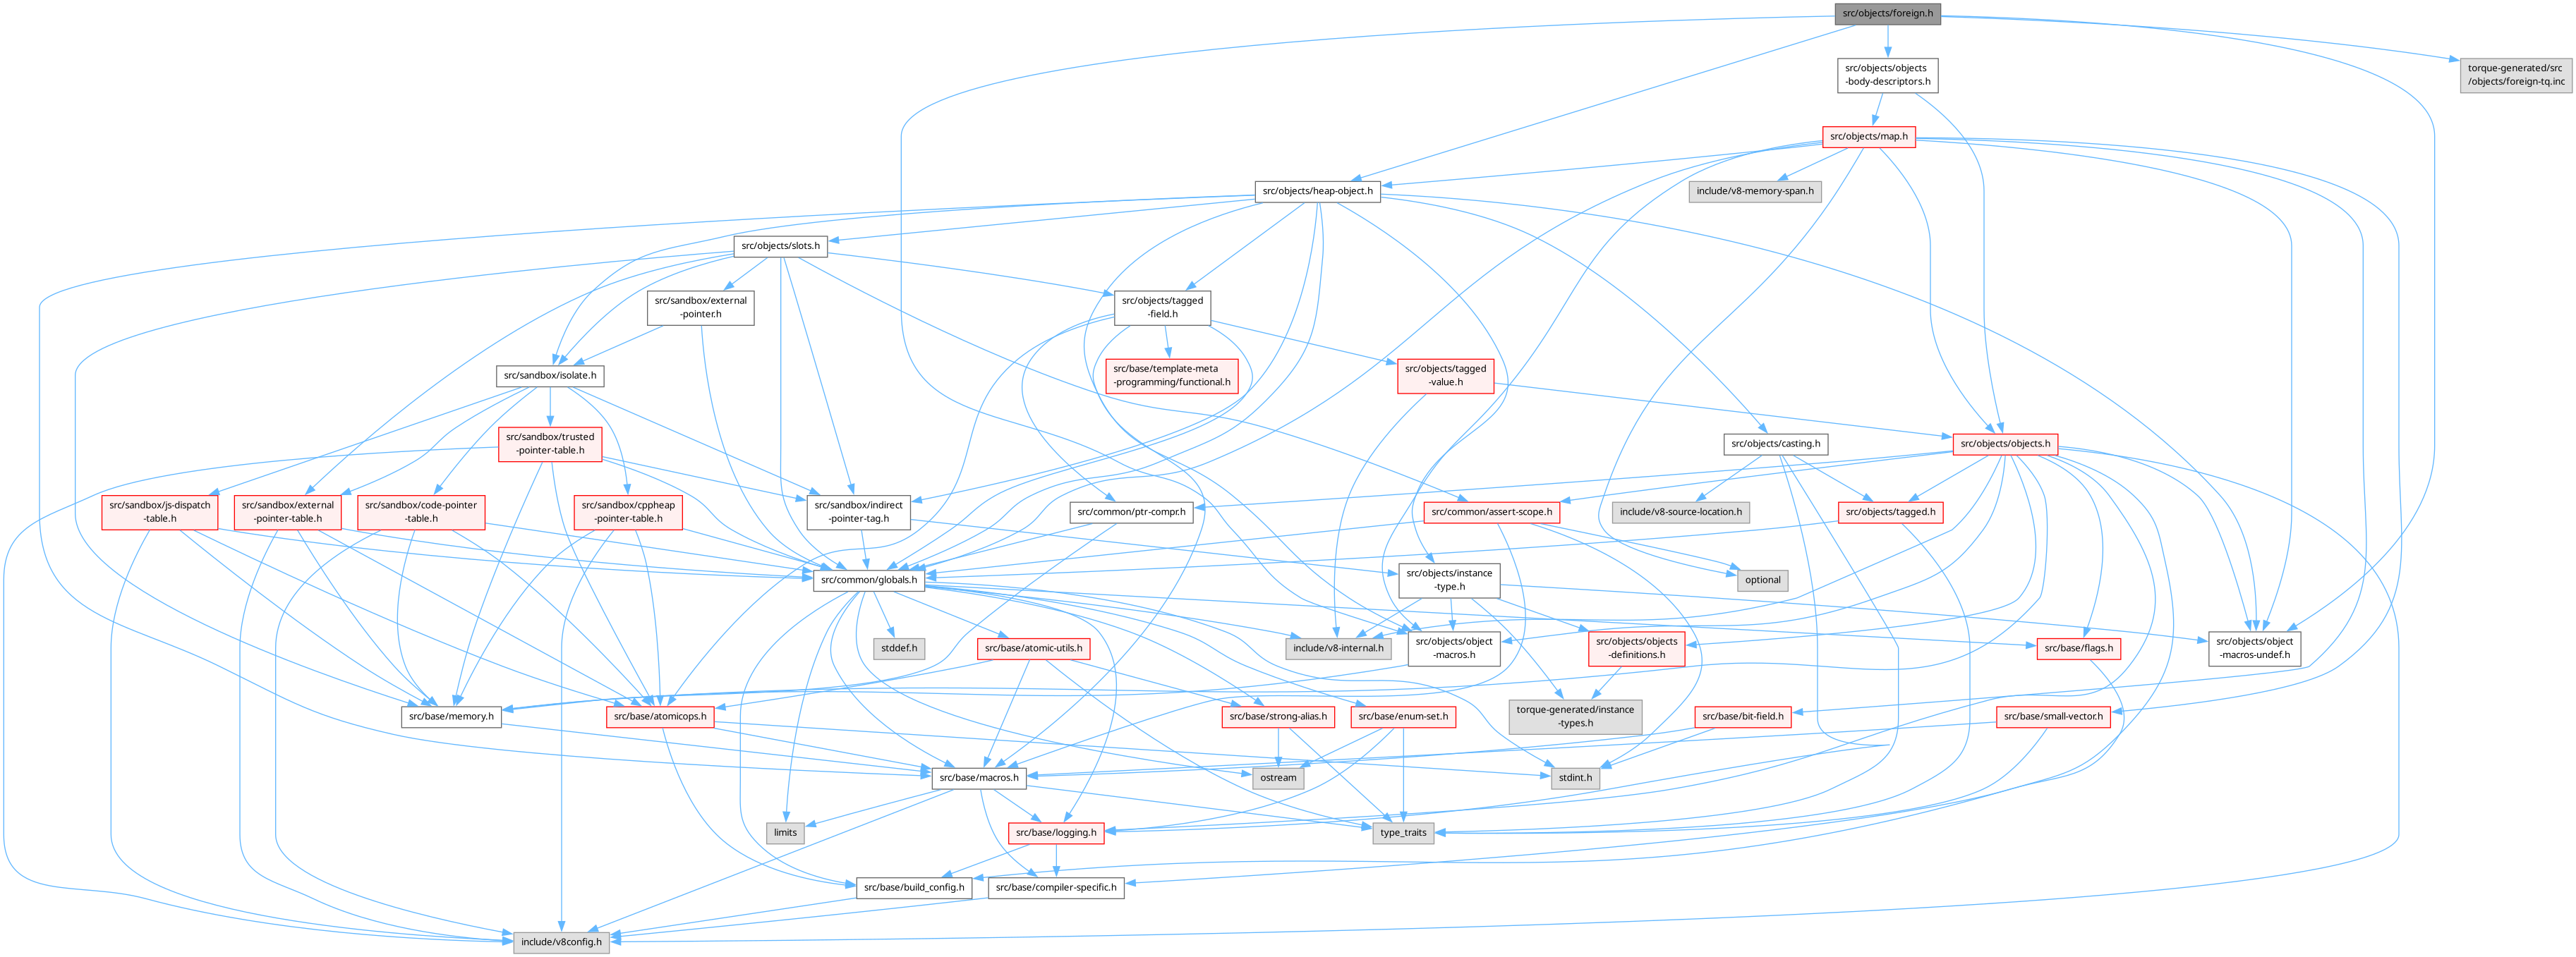 src/objects/foreign.h
src/objects/objects
-body-descriptors.h
torque-generated/src
/objects/foreign-tq.inc
src/objects/map.h
src/objects/heap-object.h
include/v8-memory-span.h
src/objects/slots.h
src/sandbox/external
-pointer.h
src/objects/tagged
-field.h
src/sandbox/isolate.h
src/base/template-meta
-programming/functional.h
src/objects/tagged
-value.h
src/sandbox/trusted
-pointer-table.h
src/objects/casting.h
src/objects/objects.h
src/sandbox/js-dispatch
-table.h
src/sandbox/external
-pointer-table.h
src/sandbox/code-pointer
-table.h
src/sandbox/cppheap
-pointer-table.h
src/sandbox/indirect
-pointer-tag.h
src/common/ptr-compr.h
src/common/assert-scope.h
include/v8-source-location.h
src/objects/tagged.h
src/common/globals.h
src/objects/instance
-type.h
optional
stddef.h
src/base/atomic-utils.h
include/v8-internal.h
src/objects/object
-macros.h
src/objects/objects
-definitions.h
src/base/flags.h
src/objects/object
-macros-undef.h
src/base/memory.h
src/base/atomicops.h
src/base/strong-alias.h
src/base/enum-set.h
torque-generated/instance
-types.h
src/base/bit-field.h
src/base/small-vector.h
src/base/macros.h
ostream
stdint.h
limits
src/base/logging.h
type_traits
src/base/build_config.h
src/base/compiler-specific.h
include/v8config.h